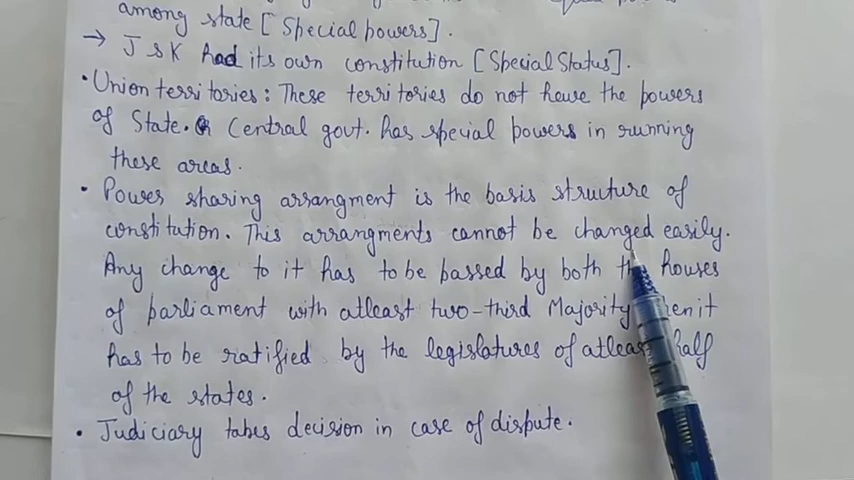 among state [Special powers].
→ J & K had its own constitution [Special Status].
• Union territories: These territories do not have the powers
of State. Central govt. has special powers in running
these areas.
• Power sharing arrangment is the basis structure of
constitution. This arrangments cannot be changed easily.
Any change to it has to be passed by both the houses
of parliament with atleast two-third Majority
has to be ratified by the legislatures of atleast half
of the states.
• Judiciary takes decision in case of dispute.